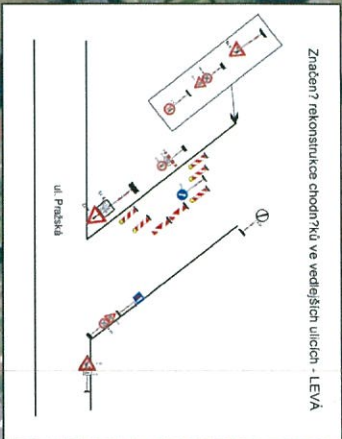 Značen? rekonstrukce chodn?ků ve vedlejších ulicích - LEVÁ
ul. Pražská